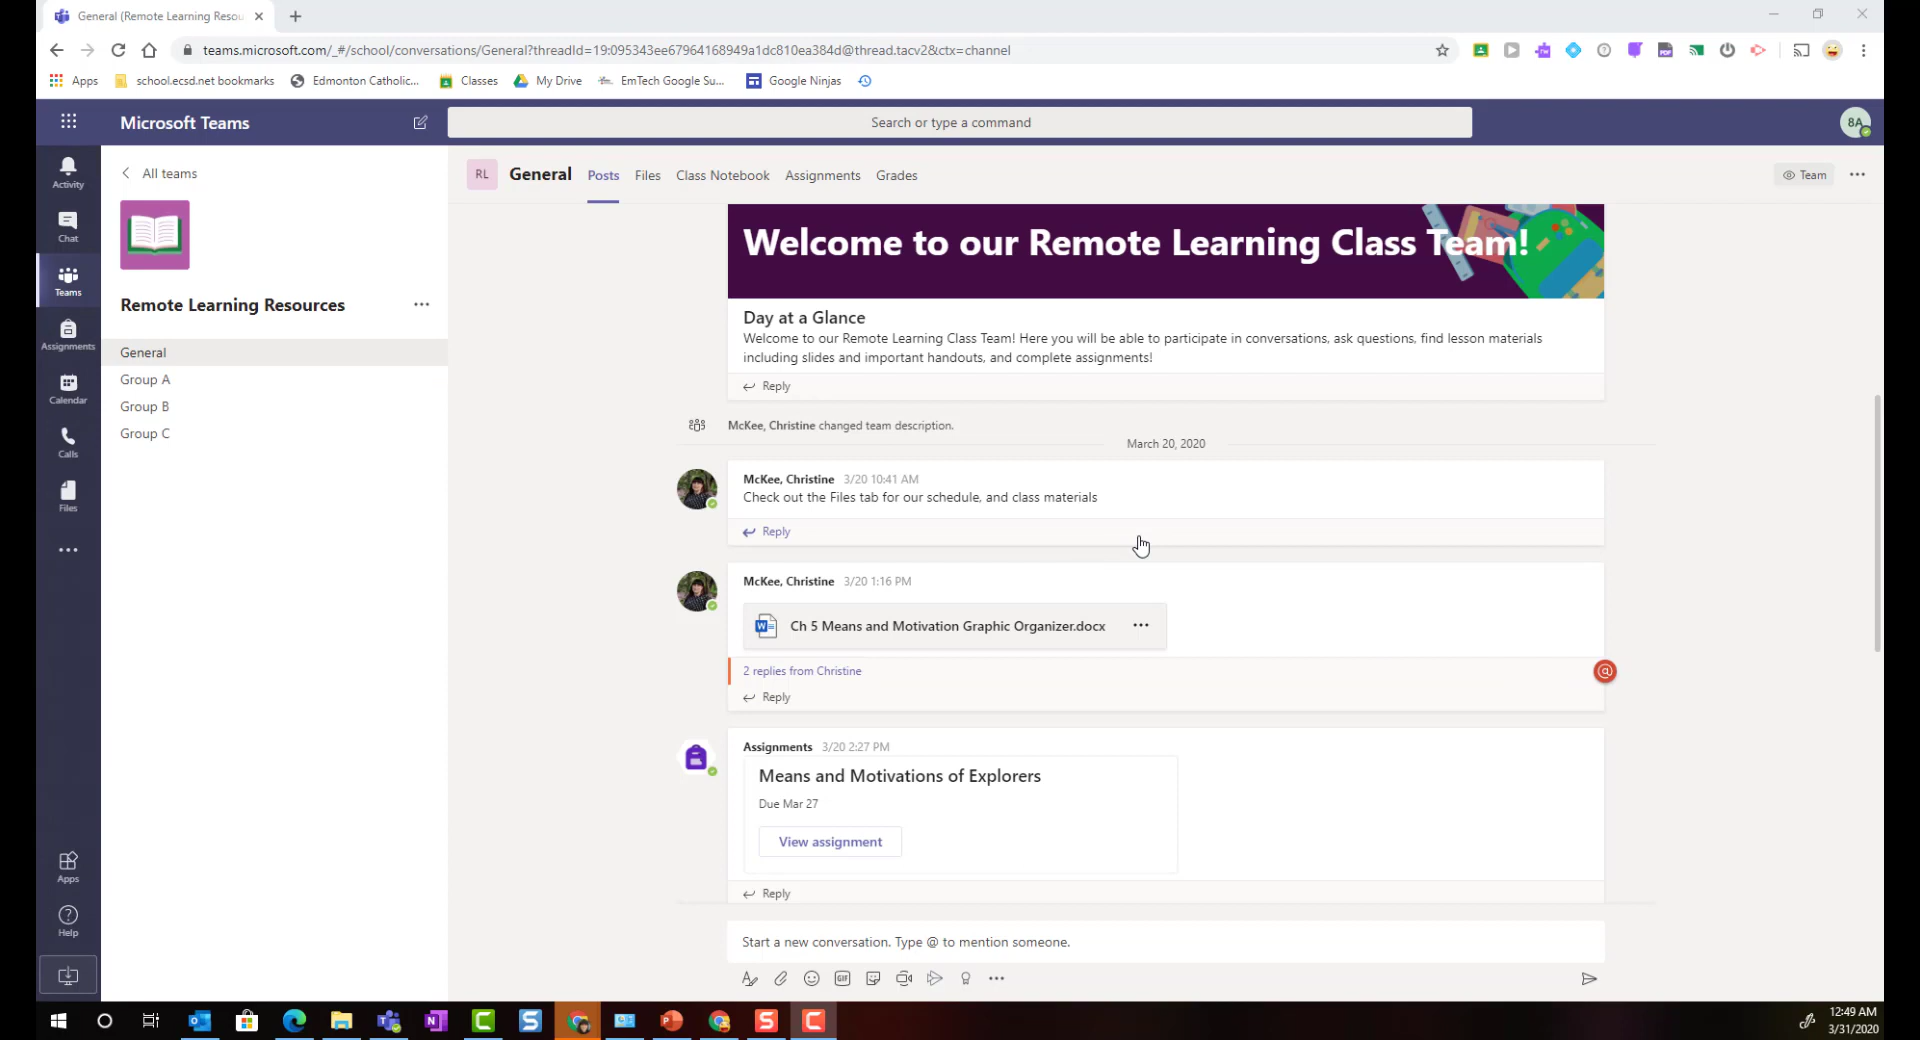 General (Remote Learning Resou
teams.microsoft.com/_#/school/conversations/General?threadId=19:095343ee67964168949a1dc810ea384d@thread.tacv2&ctx=channel
Apps
school.ecsd.net bookmarks
Edmonton Catholic...
Classes
My Drive
EmTech Google Su...
Google Ninjas
Microsoft Teams
Search or type a command
8A
Activity
Chat
Teams
Assignments
Calendar
Calls
Files
Apps
Help
All teams
Remote Learning Resources
General
Group A
Group B
Group C
RL
General
Posts
Files
Class Notebook
Assignments
Grades
Team
Welcome to our Remote Learning Class Team!
Day at a Glance
Welcome to our Remote Learning Class Team! Here you will be able to participate in conversations, ask questions, find lesson materials
including slides and important handouts, and complete assignments!
Reply
McKee, Christine changed team description.
March 20, 2020
McKee, Christine 3/20 10:41 AM
Check out the Files tab for our schedule, and class materials
Reply
McKee, Christine 3/20 1:16 PM
Ch 5 Means and Motivation Graphic Organizer.docx
2 replies from Christine
Reply
Assignments 3/20 2:27 PM
Means and Motivations of Explorers
Due Mar 27
View assignment
Reply
Start a new conversation. Type @ to mention someone.
GIF
12:49 AM
3/31/2020